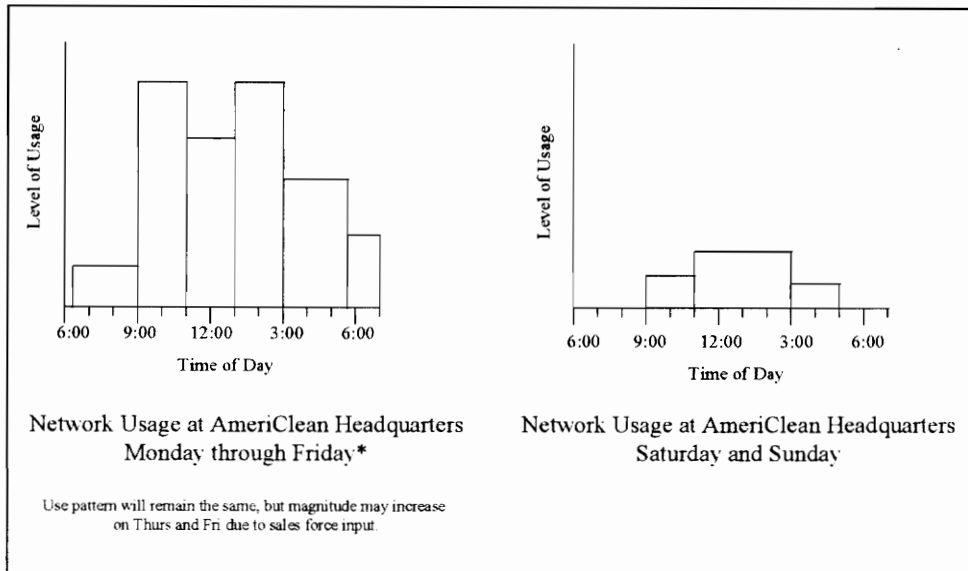 Level of Usage
6:00 9:00 12:00 3:00 6:00
Time of Day
Network Usage at AmeriClean Headquarters
Monday through Friday*
Use pattern will remain the same, but magnitude may increase
on Thurs and Fri due to sales force input.
Level of Usage
6:00 9:00 12:00 3:00 6:00
Time of Day
Network Usage at AmeriClean Headquarters
Saturday and Sunday